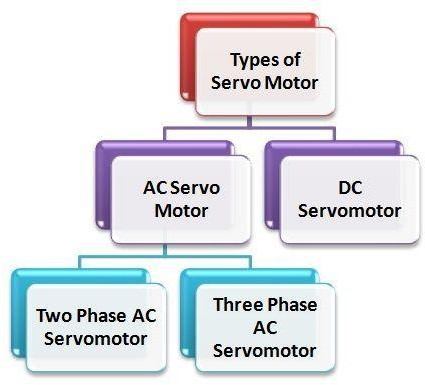 Types of
Servo Motor
AC Servo
Motor
DC
Servomotor
Two Phase AC
Servomotor
Three Phase
AC
Servomotor